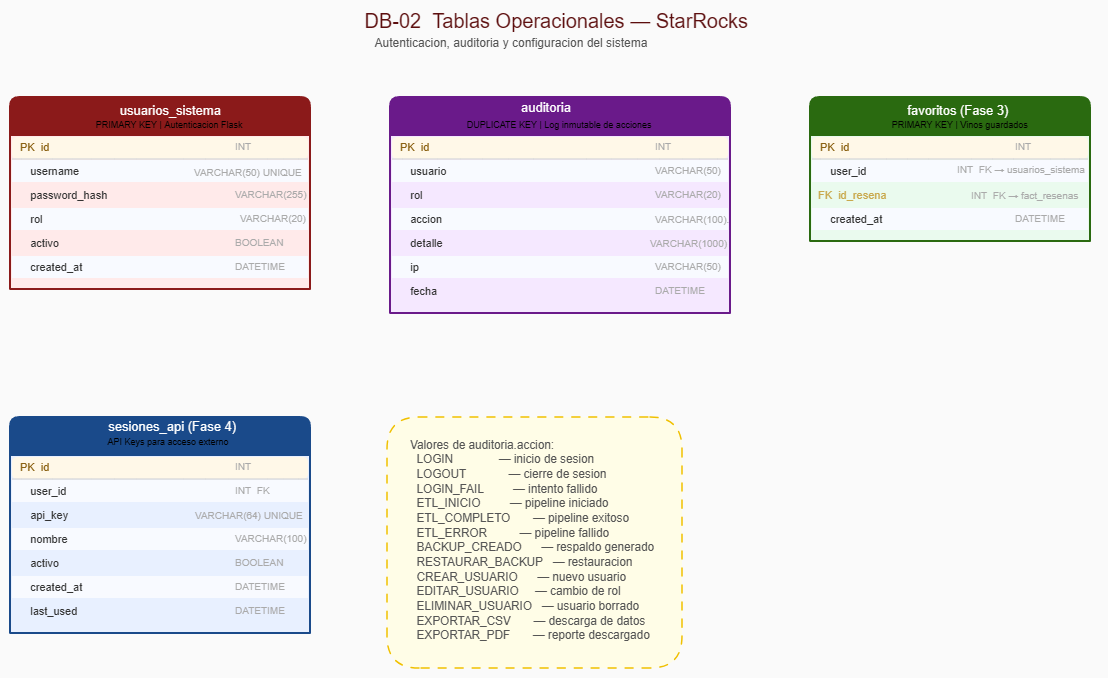 DB-02  Tablas Operacionales — StarRocks
Autenticacion, auditoria y configuracion del sistema
usuarios_sistema
PRIMARY KEY | Autenticacion Flask
PK id INT
username VARCHAR(50) UNIQUE
password_hash VARCHAR(255)
rol VARCHAR(20)
activo BOOLEAN
created_at DATETIME
auditoria
DUPLICATE KEY | Log inmutable de acciones
PK id INT
usuario VARCHAR(50)
rol VARCHAR(20)
accion VARCHAR(100)
detalle VARCHAR(1000)
ip VARCHAR(50)
fecha DATETIME
favoritos (Fase 3)
PRIMARY KEY | Vinos guardados
PK id INT
user_id INT FK → usuarios_sistema
FK id_resena INT FK → fact_resenas
created_at DATETIME
sesiones_api (Fase 4)
API Keys para acceso externo
PK id INT
user_id INT FK
api_key VARCHAR(64) UNIQUE
nombre VARCHAR(100)
activo BOOLEAN
created_at DATETIME
last_used DATETIME
Valores de auditoria.accion:
LOGIN — inicio de sesion
LOGOUT — cierre de sesion
LOGIN_FAIL — intento fallido
ETL_INICIO — pipeline iniciado
ETL_COMPLETO — pipeline exitoso
ETL_ERROR — pipeline fallido
BACKUP_CREADO — respaldo generado
RESTAURAR_BACKUP — restauracion
CREAR_USUARIO — nuevo usuario
EDITAR_USUARIO — cambio de rol
ELIMINAR_USUARIO — usuario borrado
EXPORTAR_CSV — descarga de datos
EXPORTAR_PDF — reporte descargado